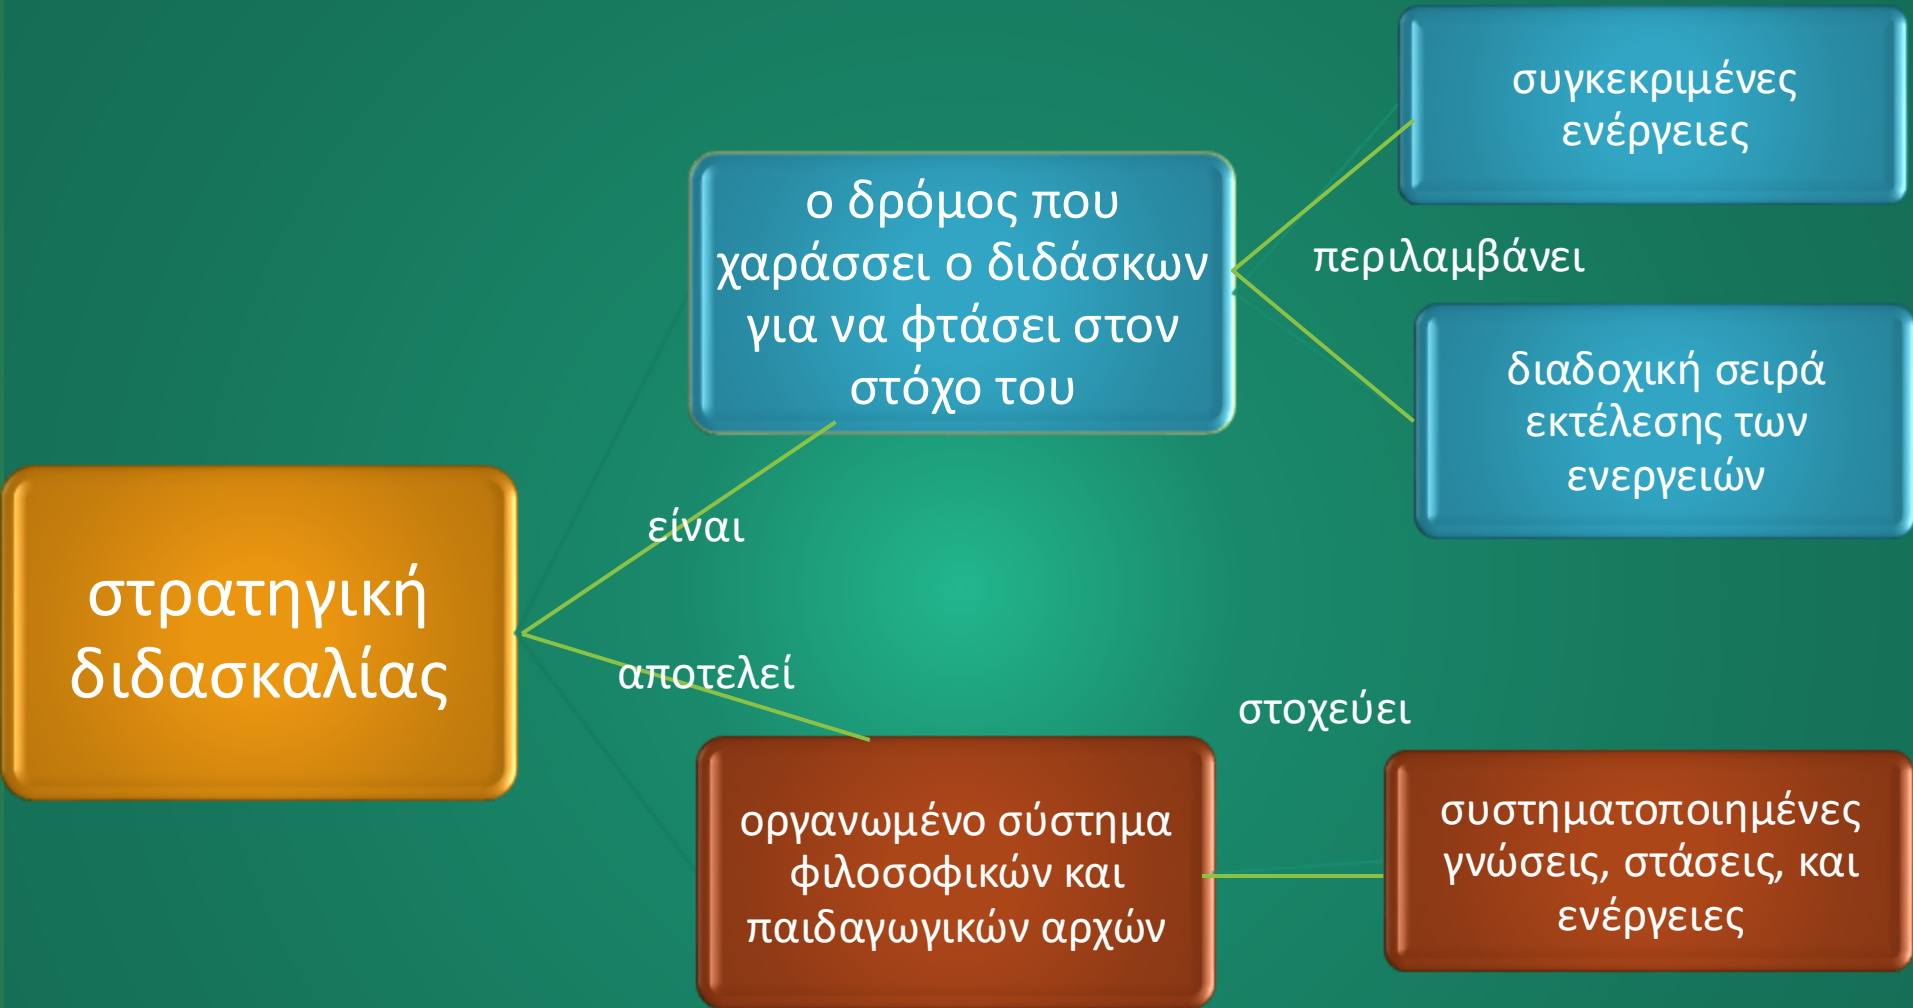 στρατηγική
διδασκαλίας
είναι
ο δρόμος που
χαράσσει ο διδάσκων
για να φτάσει στον
στόχο του
περιλαμβάνει
συγκεκριμένες
ενέργειες
διαδοχική σειρά
εκτέλεσης των
ενεργειών
αποτελεί
οργανωμένο σύστημα
φιλοσοφικών και
παιδαγωγικών αρχών
στοχεύει
συστηματοποιημένες
γνώσεις, στάσεις, και
ενέργειες